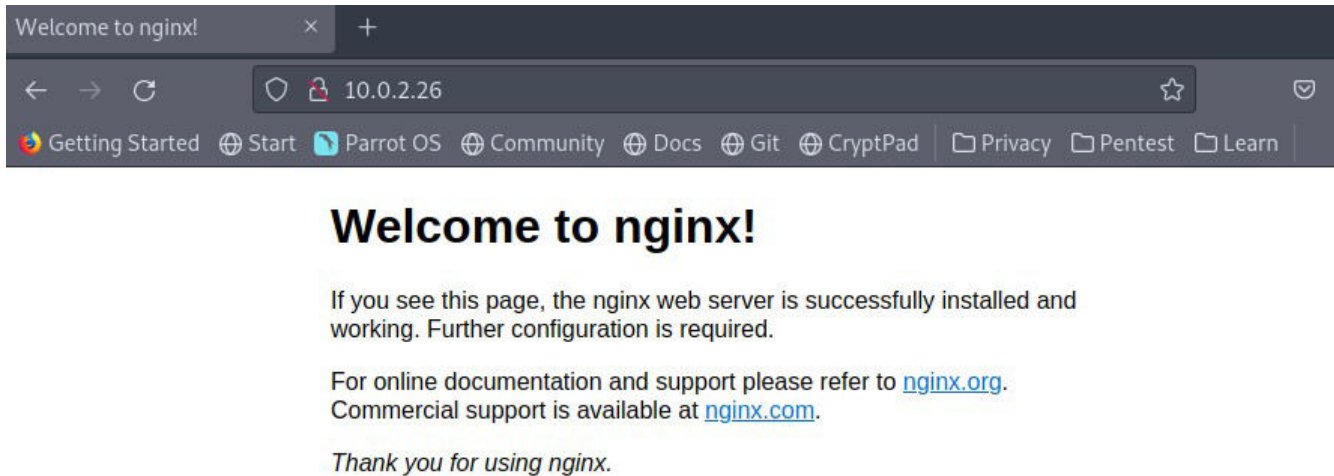 Welcome to nginx!
10.0.2.26
Getting Started Start Parrot OS Community Docs Git CryptPad Privacy Pentest Learn
Welcome to nginx!
If you see this page, the nginx web server is successfully installed and
working. Further configuration is required.
For online documentation and support please refer to nginx.org.
Commercial support is available at nginx.com.
Thank you for using nginx.